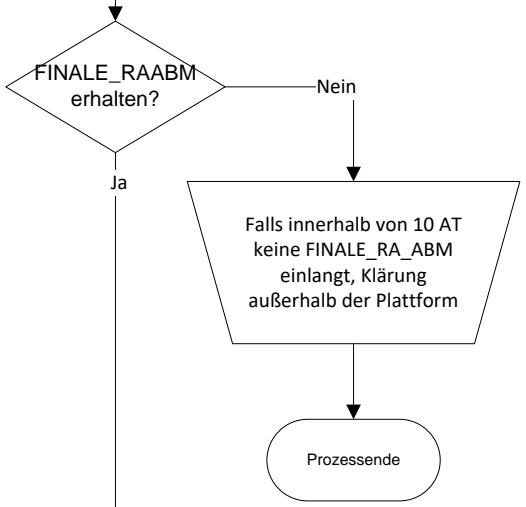 FINALE_RAABM
erhalten?
Nein
Ja
Falls innerhalb von 10 AT
keine FINALE_RA_ABM
einlangt, Klärung
außerhalb der Plattform
Prozessende